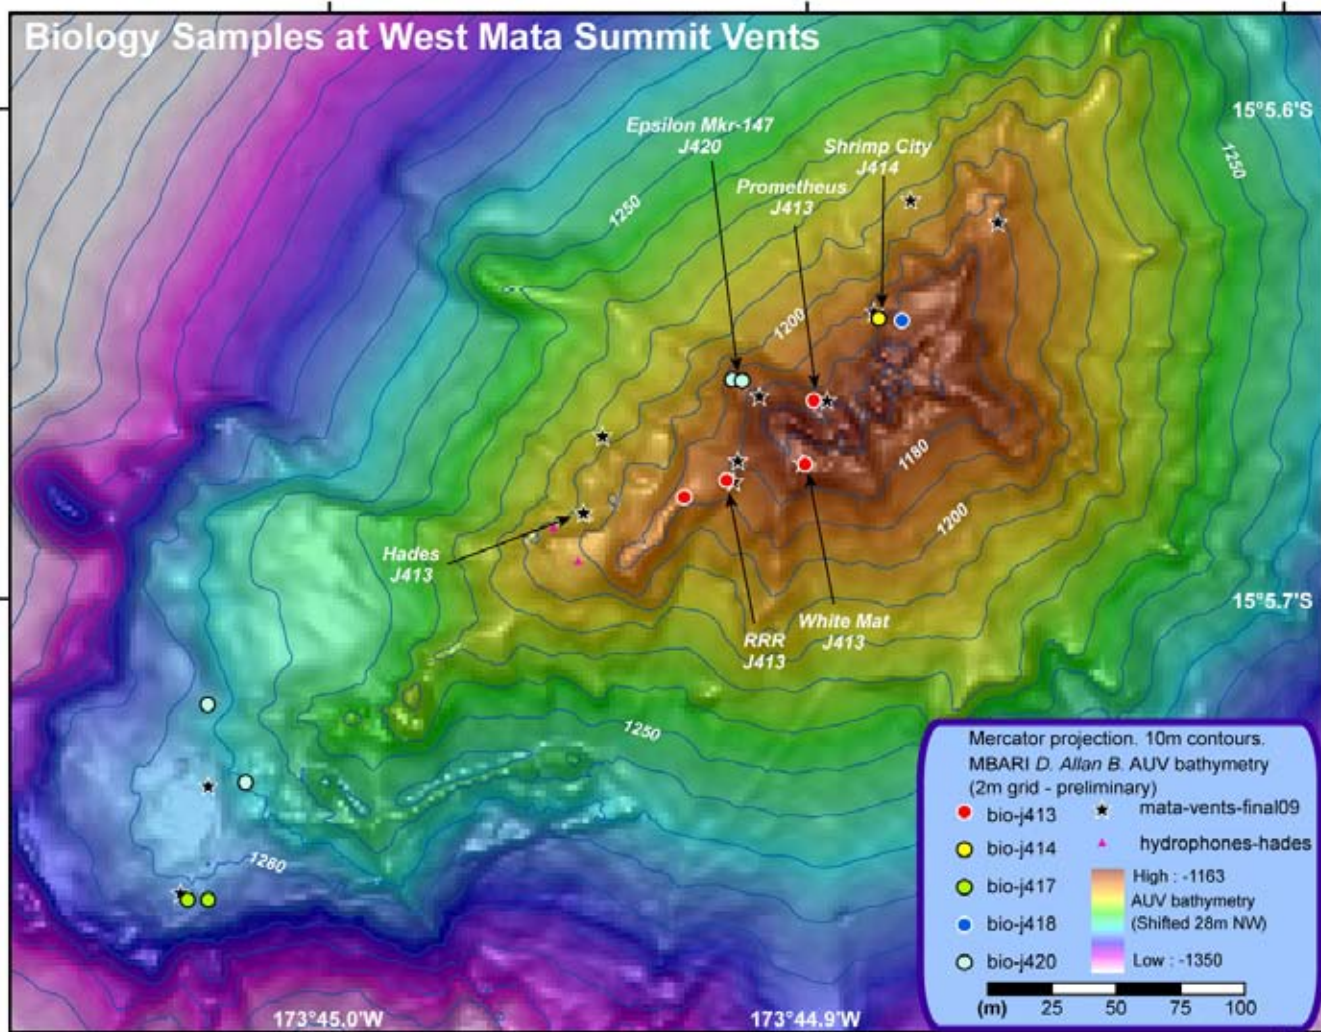 Biology Samples at West Mata Summit Vents
15°5.6'S
Epsilon Mkr-147
J420
Shrimp City
J414
Prometheus
J413
1250
1250
1200
1180
1200
Hades
J413
15°5.7'S
White Mat
J413
RRR
J413
1250
1280
Mercator projection. 10m contours.
MBARI D. Allan B. AUV bathymetry
(2m grid - preliminary)
bio-j413
mata-vents-final09
bio-j414
hydrophones-hades
bio-j417
High : -1163
AUV bathymetry
(Shifted 28m NW)
bio-j418
bio-j420
Low : -1350
(m) 25 50 75 100
173°45.0'W
173°44.9'W